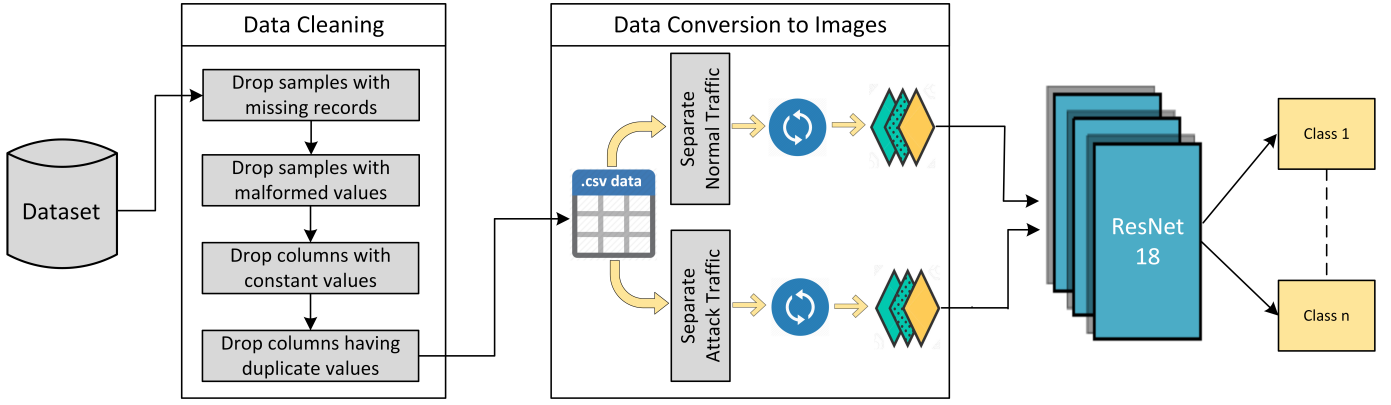 Data Cleaning
Data Conversion to Images
Dataset
Drop samples with
missing records
Drop samples with
malformed values
Drop columns with
constant values
Drop columns having
duplicate values
.csv data
Separate
Normal Traffic
Separate
Attack Traffic
ResNet
18
Class 1
Class n